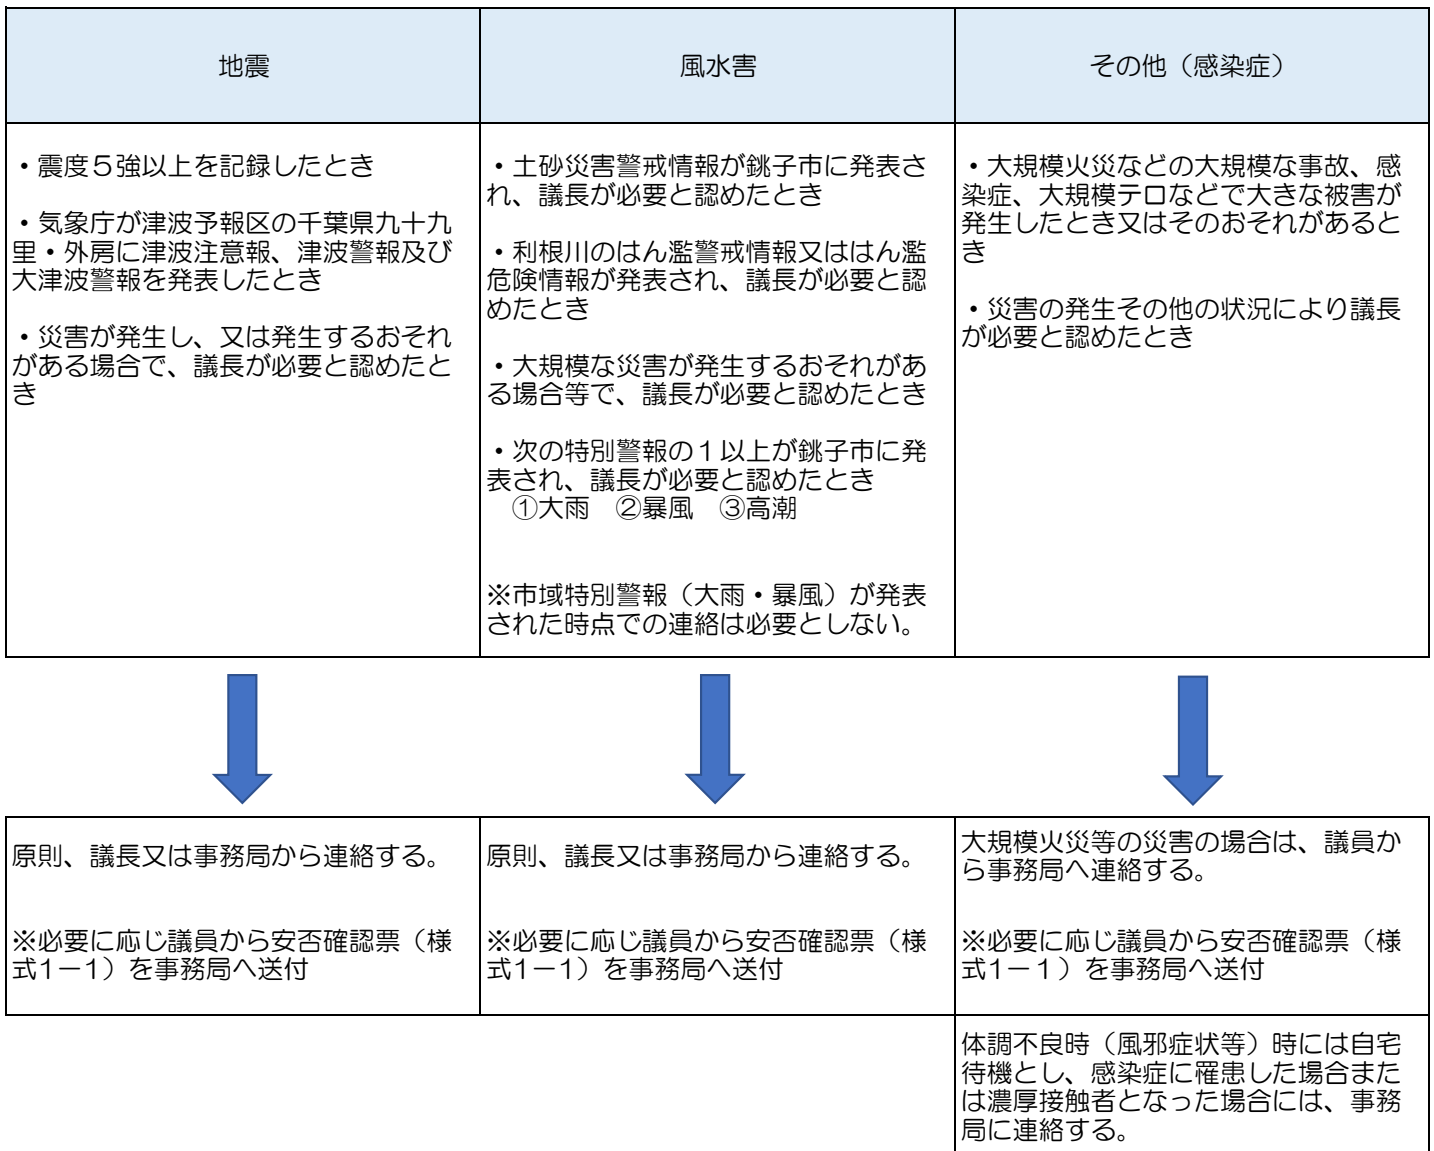 地震
風水害
その他（感染症）
・震度５強以上を記録したとき
・気象庁が津波予報区の千葉県九十九
里・外房に津波注意報、津波警報及び
大津波警報を発表したとき
・災害が発生し、又は発生するおそれ
がある場合で、議長が必要と認めたと
き
・土砂災害警戒情報が銚子市に発表さ
れ、議長が必要と認めたとき
・利根川のはん濫警戒情報又ははん濫
危険情報が発表され、議長が必要と認
めたとき
・大規模な災害が発生するおそれがあ
る場合等で、議長が必要と認めたとき
・次の特別警報の１以上が銚子市に発
表され、議長が必要と認めたとき
①大雨　②暴風　③高潮
※市域特別警報（大雨・暴風）が発表
された時点での連絡は必要としない。
・大規模火災などの大規模な事故、感
染症、大規模テロなどで大きな被害が
発生したとき又はそのおそれがあると
き
・災害の発生その他の状況により議長
が必要と認めたとき
原則、議長又は事務局から連絡する。
※必要に応じ議員から安否確認票（様
式1－1）を事務局へ送付
原則、議長又は事務局から連絡する。
※必要に応じ議員から安否確認票（様
式1－1）を事務局へ送付
大規模火災等の災害の場合は、議員か
ら事務局へ連絡する。
※必要に応じ議員から安否確認票（様
式1－１）を事務局へ送付
体調不良時（風邪症状等）時には自宅
待機とし、感染症に罹患した場合また
は濃厚接触者となった場合には、事務
局に連絡する。